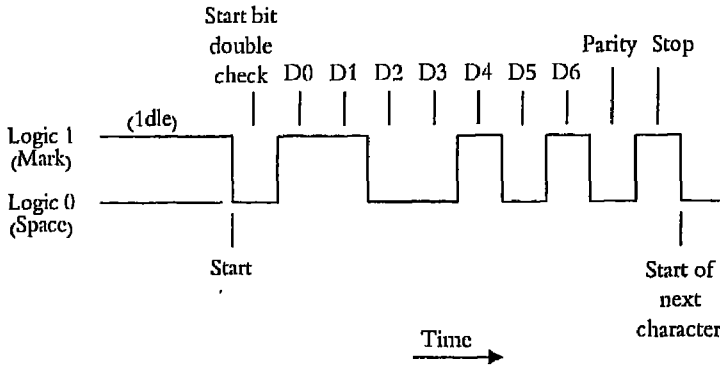 Start bit
double
check
D0
D1
D2
D3
D4
D5
D6
Parity
Stop
(1dle)
Logic 1
(Mark)
Logic 0
(Space)
Start
Start of
next
character
Time